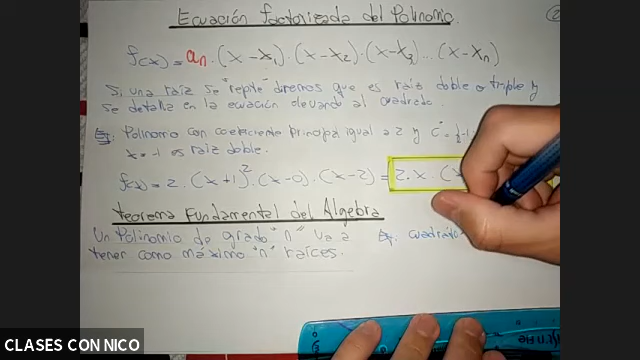 Ecuación factorizada del Polinomio
f(x) = an · (x - x1) · (x - x2) · (x - x3) ... (x - xn)
Si una raíz se "repite" diremos que es raíz doble o triple y
se detalla en la ecuación elevando al cuadrado.
Ej: Polinomio con coeficiente principal igual a 2 y C° =
x = -1 es raíz doble.
f(x) = 2 · (x+1)² · (x-0) · (x-2) = 2 · x · (x
Teorema Fundamental del Algebra
Un Polinomio de grado "n" va a
tener como máximo "n" raíces.
Ej: cuadrát
CLASES CON NICO